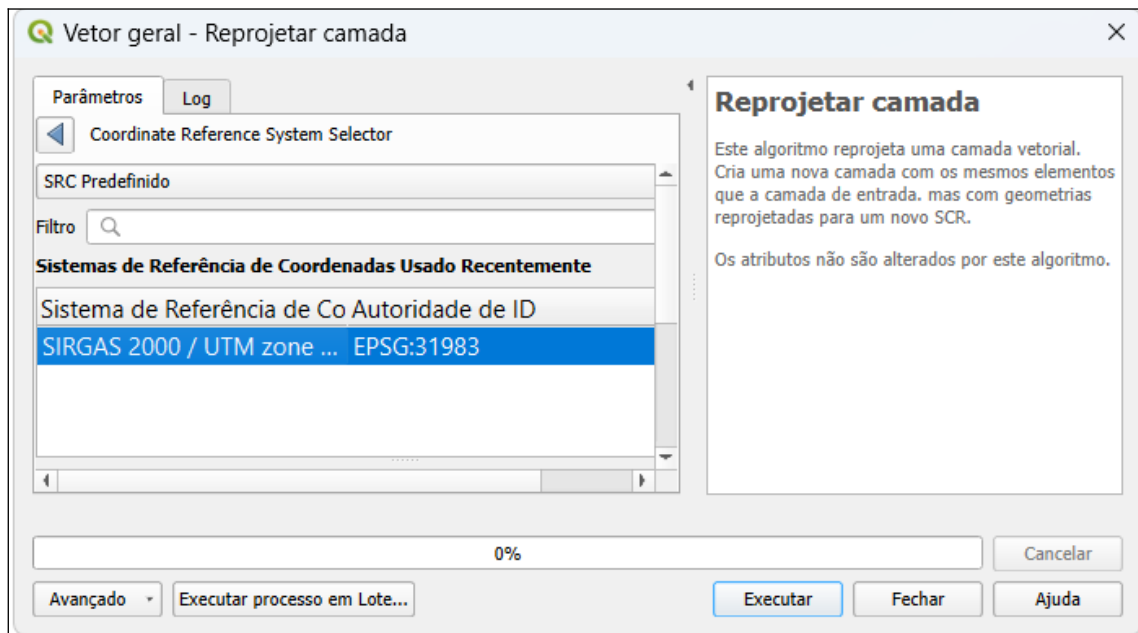 Vetor geral - Reprojetar camada
Parâmetros
Log
Coordinate Reference System Selector
SRC Predefinido
Filtro
Sistemas de Referência de Coordenadas Usado Recentemente
Sistema de Referência de Co Autoridade de ID
SIRGAS 2000 / UTM zone ... EPSG:31983
Reprojetar camada
Este algoritmo reprojeta uma camada vetorial.
Cria uma nova camada com os mesmos elementos
que a camada de entrada. mas com geometrias
reprojetadas para um novo SCR.
Os atributos não são alterados por este algoritmo.
0%
Cancelar
Avançado
Executar processo em Lote...
Executar
Fechar
Ajuda